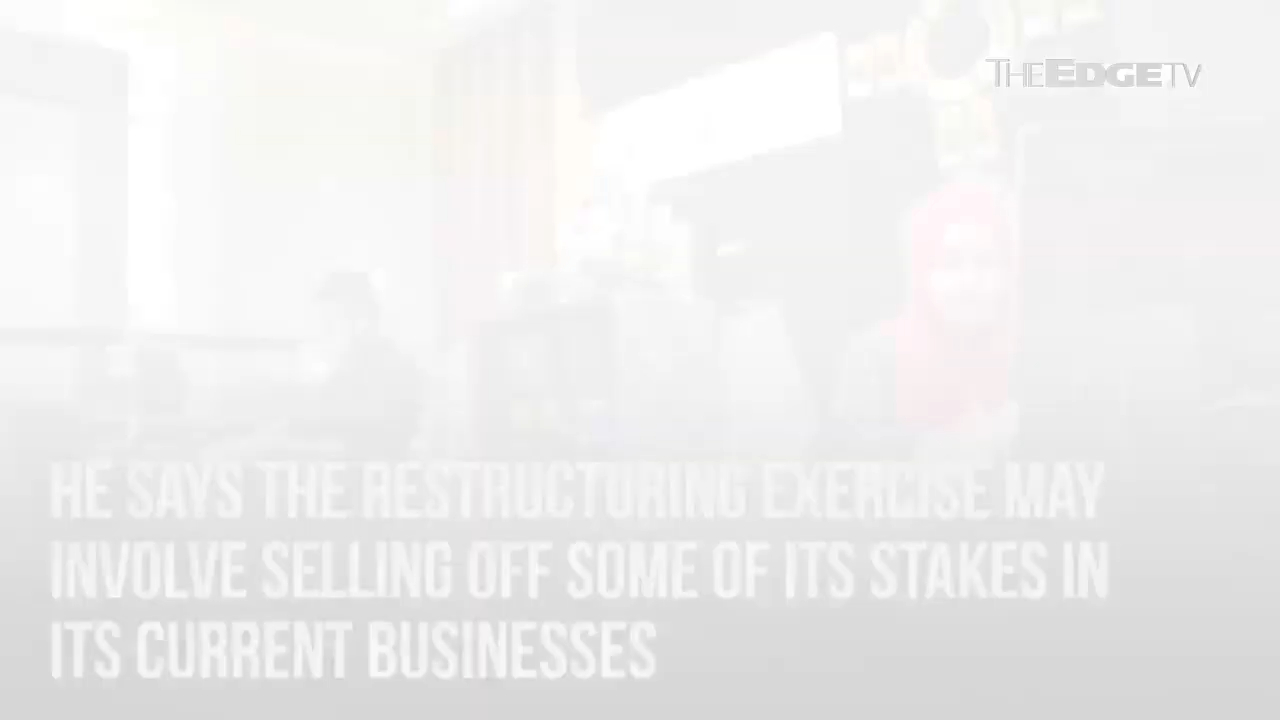 THEEDGETV
HE SAYS THE RESTRUCTURING EXERCISE MAY
INVOLVE SELLING OFF SOME OF ITS STAKES IN
ITS CURRENT BUSINESSES